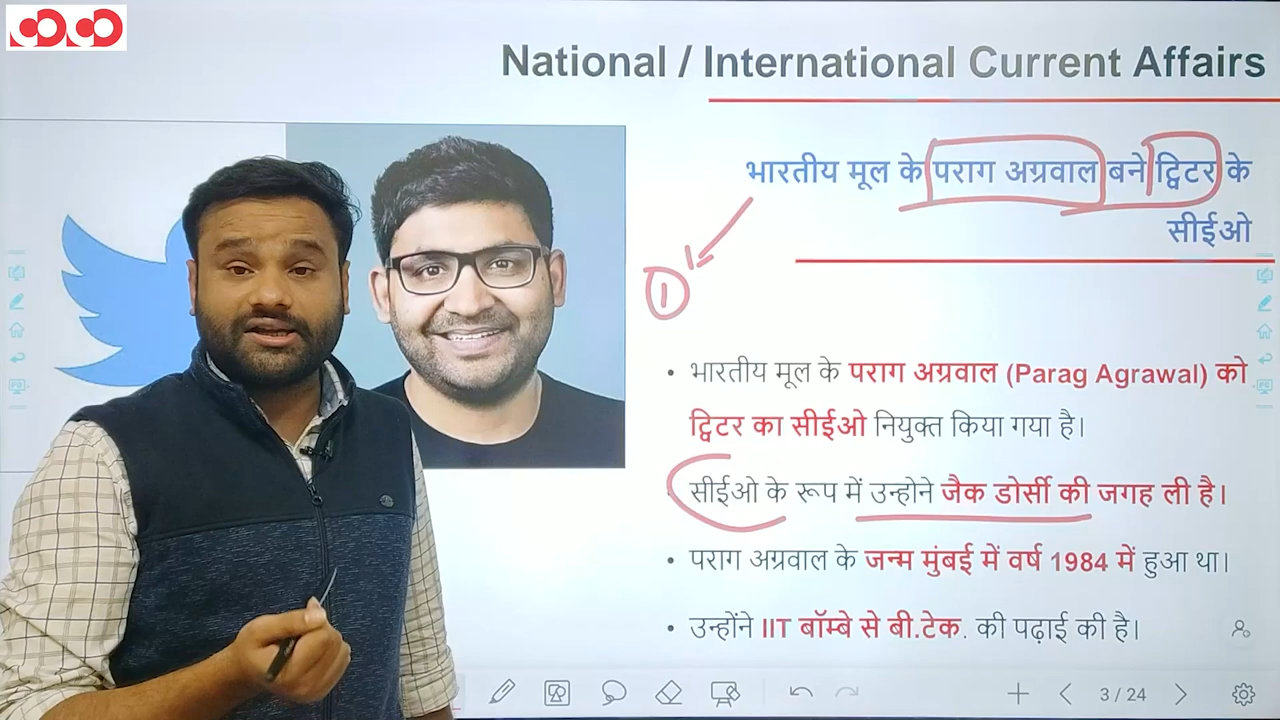 National / International Current Affairs
भारतीय मूल के पराग अग्रवाल बने ट्विटर के
सीईओ
1
• भारतीय मूल के पराग अग्रवाल (Parag Agrawal) को
ट्विटर का सीईओ नियुक्त किया गया है।
सीईओ के रूप में उन्होने जैक डोर्सी की जगह ली है।
• पराग अग्रवाल के जन्म मुंबई में वर्ष 1984 में हुआ था।
• उन्होंने IIT बॉम्बे से बी.टेक. की पढ़ाई की है।
3 / 24